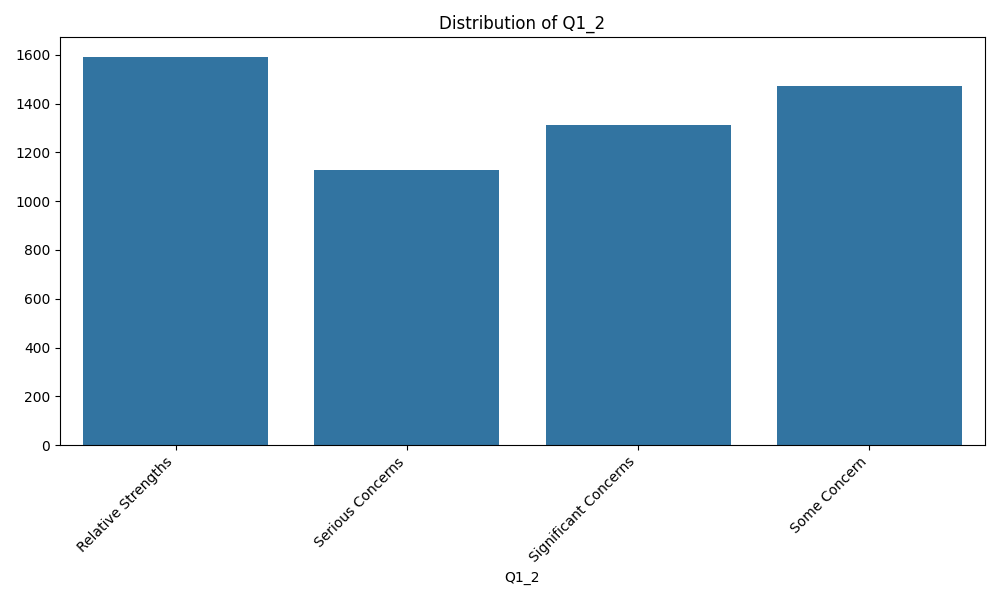 Distribution of Q1_2
1600
1400
1200
1000
800
600
400
200
0
Relative Strengths
Serious Concerns
Significant Concerns
Some Concern
Q1_2